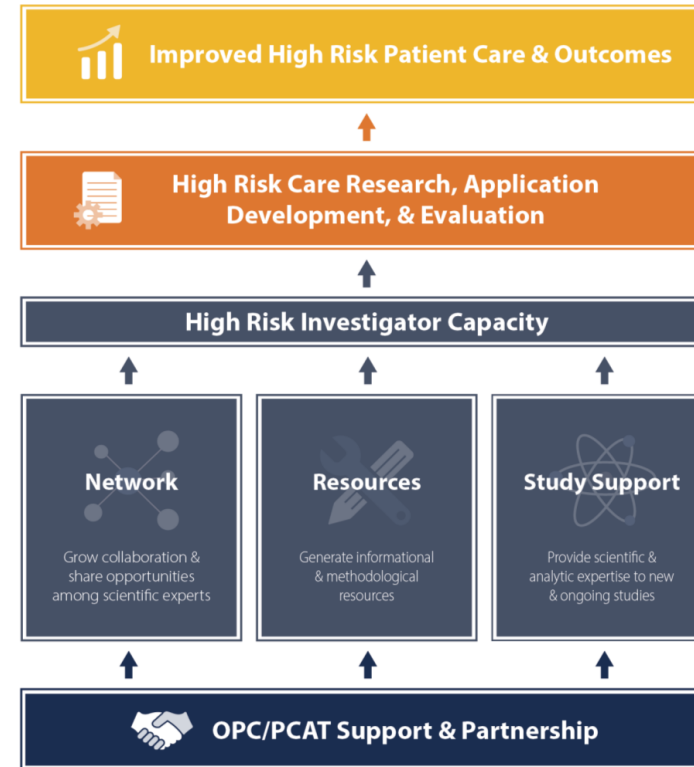 Improved High Risk Patient Care & Outcomes
High Risk Care Research, Application
Development, & Evaluation
High Risk Investigator Capacity
Network
Grow collaboration &
share opportunities
among scientific experts
Resources
Generate informational
& methodological
resources
Study Support
Provide scientific &
analytic expertise to new
& ongoing studies
OPC/PCAT Support & Partnership